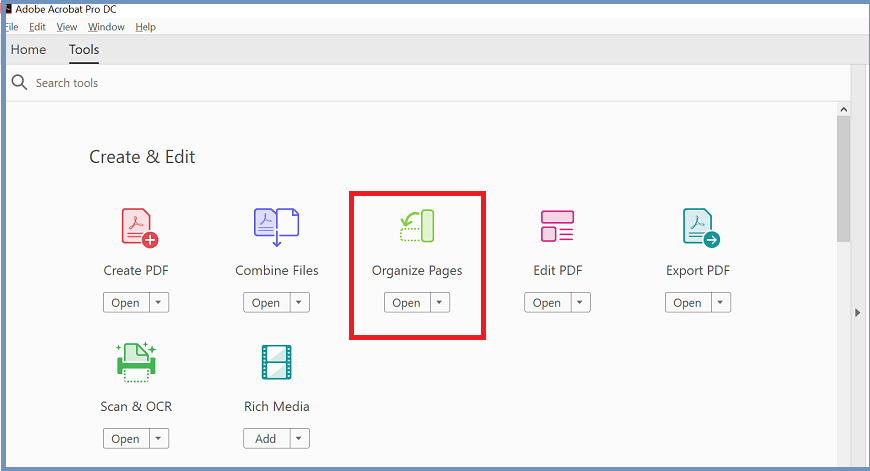 Adobe Acrobat Pro DC
File Edit View Window Help
Home Tools
Search tools
Create & Edit
Create PDF Combine Files Organize Pages Edit PDF Export PDF
Open Open Open Open Open
Scan & OCR Rich Media
Open Add